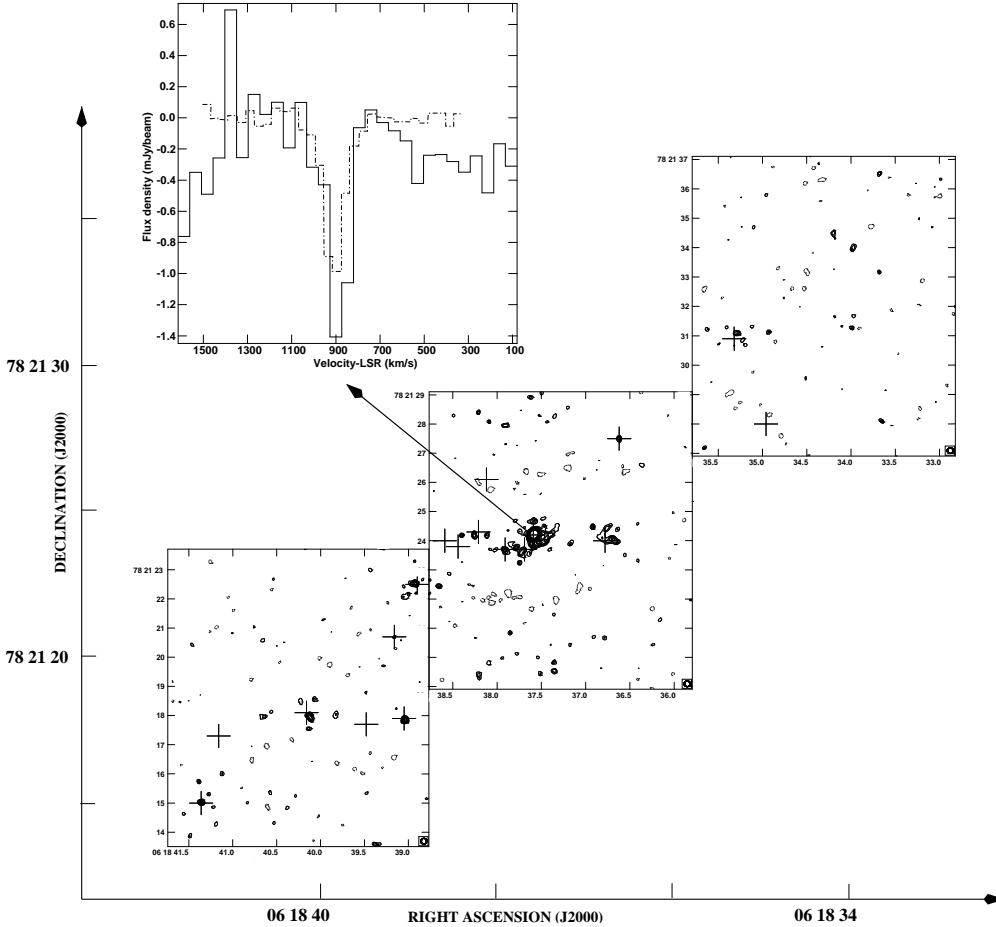 0.6
0.4
0.2
0.0
-0.2
-0.4
-0.6
-0.8
-1.0
-1.2
-1.4
Flux density (mJy/beam)
1500 1300 1100 900 700 500 300 100
Velocity-LSR (km/s)
78 21 37
36
35
34
33
32
31
30
35.5 35.0 34.5 34.0 33.5 33.0
78 21 30
78 21 20
DECLINATION (J2000)
78 21 29
28
27
26
25
24
23
22
21
20
38.5 38.0 37.5 37.0 36.5 36.0
78 21 23
22
21
20
19
18
17
16
15
14
06 18 41.5 41.0 40.5 40.0 39.5 39.0
06 18 40 RIGHT ASCENSION (J2000) 06 18 34